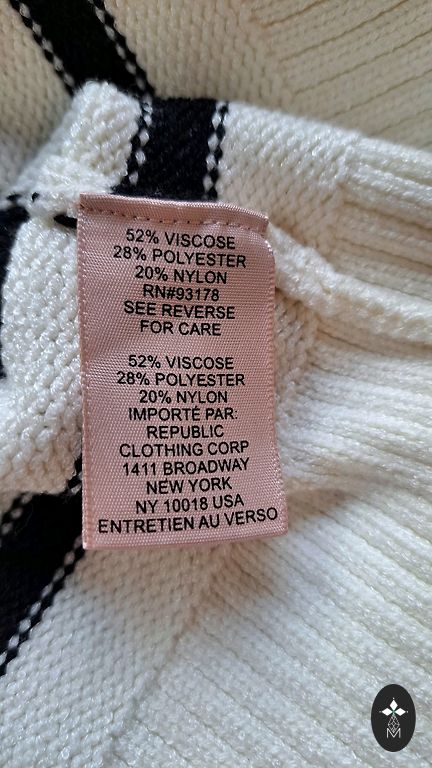 52% VISCOSE
28% POLYESTER
20% NYLON
RN#93178
SEE REVERSE
FOR CARE
52% VISCOSE
28% POLYESTER
20% NYLON
IMPORTÉ PAR:
REPUBLIC
CLOTHING CORP
1411 BROADWAY
NEW YORK
NY 10018 USA
ENTRETIEN AU VERSO
M